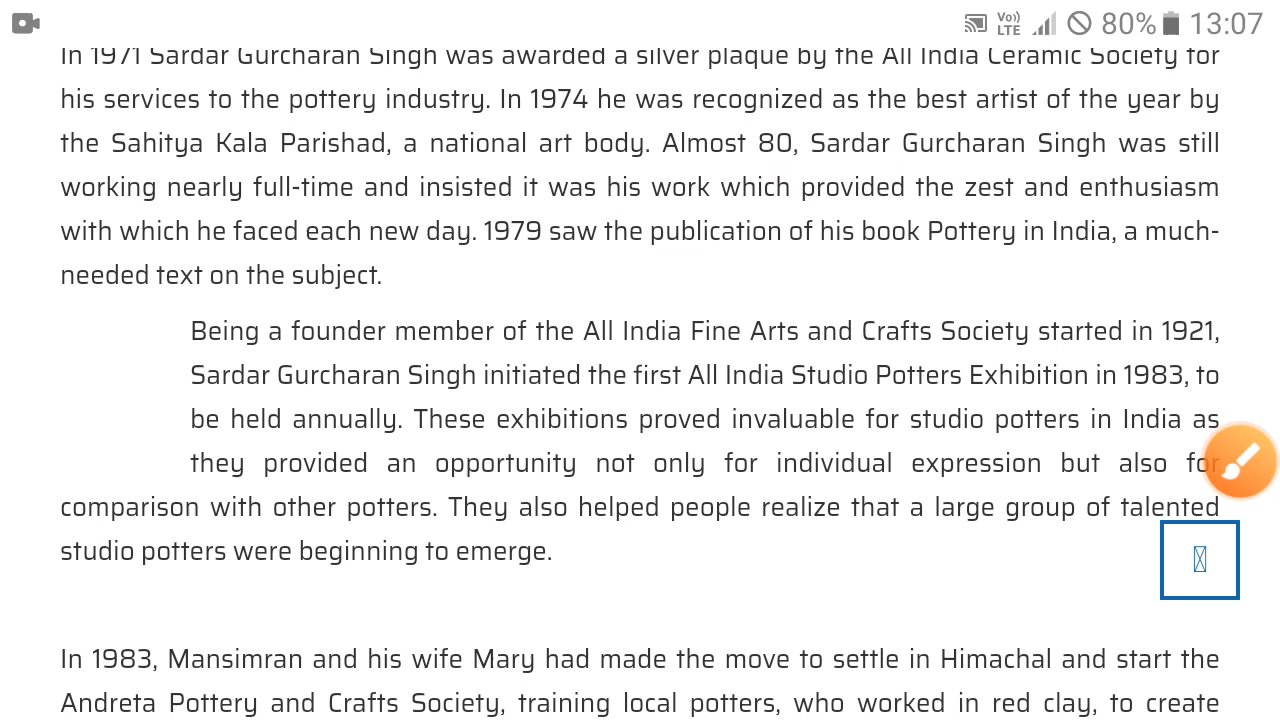 Vo))
LTE
80%
13:07
In 1971 Sardar Gurcharan Singh was awarded a silver plaque by the All India Ceramic Society for
his services to the pottery industry. In 1974 he was recognized as the best artist of the year by
the Sahitya Kala Parishad, a national art body. Almost 80, Sardar Gurcharan Singh was still
working nearly full-time and insisted it was his work which provided the zest and enthusiasm
with which he faced each new day. 1979 saw the publication of his book Pottery in India, a much-
needed text on the subject.
Being a founder member of the All India Fine Arts and Crafts Society started in 1921,
Sardar Gurcharan Singh initiated the first All India Studio Potters Exhibition in 1983, to
be held annually. These exhibitions proved invaluable for studio potters in India as
they provided an opportunity not only for individual expression but also for
comparison with other potters. They also helped people realize that a large group of talented
studio potters were beginning to emerge.
In 1983, Mansimran and his wife Mary had made the move to settle in Himachal and start the
Andreta Pottery and Crafts Society, training local potters, who worked in red clay, to create